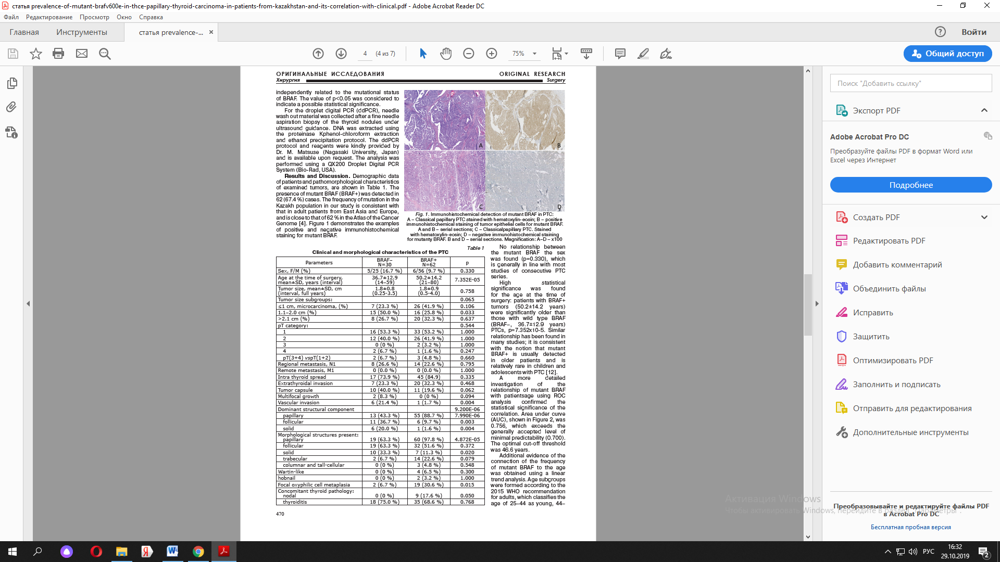 статья prevalence-of-mutant-brafv600e-in-thce-papillary-thyroid-carcinoma-in-patients-from-kazakhstan-and-its-correlation-with-clinical.pdf - Adobe Acrobat Reader DC
Файл Редактирование Просмотр Окно Справка
Главная Инструменты статья prevalence-... × Войти
4 (4 из 7) 75% Общий доступ
ОРИГИНАЛЬНЫЕ ИССЛЕДОВАНИЯ ORIGINAL RESEARCH
Хирургия Surgery
independently related to the mutational status
of BRAF. The value of p<0.05 was considered to
indicate a possible statistical significance.
For the droplet digital PCR (ddPCR), needle
wash out material was collected after a fine needle
aspiration biopsy of the thyroid nodules under
ultrasound guidance. DNA was extracted using
the proteinase Kphenol-chloroform extraction
and ethanol precipitation protocol. The ddPCR
protocol and reagents were kindly provided by
Dr. M. Matsuse (Nagasaki University, Japan)
and is available upon request. The analysis was
performed using a QX200 Droplet Digital PCR
System (Bio-Rad, USA).
Results and Discussion. Demographic data
of patients and pathomorphological characteristics
of examined tumors, are shown in Table 1. The
presence of mutant BRAF (BRAF+) was detected in
62 (67.4 %) cases. The frequency of mutation in the
Kazakh population in our study is consistent with
that in adult patients from East Asia and Europe,
and is close to that of 62 % in the Atlas of the Cancer
Genome [4]. Figure 1 demonstrates the examples
of positive and negative immunohistochemical
staining for mutant BRAF.
A
B
C
D
Fig. 1. Immunohistochemical detection of mutant BRAF in PTC:
A – Classical papillary PTC stained with hematoxylin-eosin; B – positive
immunohistochemical staining of tumor epithelial cells for mutant BRAF.
A and B – serial sections; C – Classicalpapillary PTC. Stained
with hematoxylin-eosin; D – negative immunohistochemical staining
for mutanty BRAF. B and D – serial sections. Magnification: A–D – x100
Table 1
Clinical and morphological characteristics of the PTC
Parameters BRAF– N=30 BRAF+ N=62 p
Sex, F/M (%) 5/25 (16.7 %) 6/56 (9.7 %) 0.330
Age at the time of surgery, 36.7±12.9 50.2±14.2 7.352E-05
mean±SD, years (interval) (14–59) (21–80)
Tumor size, mean±SD, cm 1.8±0.8 1.8±0.9 0.758
(interval, full years) (0.25-3.5) (0.5-4.0)
Tumor size subgroups: 0.065
≤1 cm, microcarcinoma, (%) 7 (23.3 %) 26 (41.9 %) 0.106
1.1–2.0 cm (%) 15 (50.0 %) 16 (25.8 %) 0.033
>2.1 cm (%) 8 (26.7 %) 20 (32.3 %) 0.637
pT category: 0.544
1 16 (53.3 %) 33 (53.2 %) 1.000
2 12 (40.0 %) 26 (41.9 %) 1.000
3 0 (0 %) 2 (3.2 %) 1.000
4 2 (6.7 %) 1 (1.6 %) 0.247
pT(3+4) vspT(1+2) 2 (6.7 %) 3 (4.8 %) 0.660
Regional metastasis, N1 8 (26.6 %) 14 (22.6 %) 0.795
Remote metastasis, M1 0 (0.0 %) 0 (0.0 %) 1.000
Intra thyroid spread 17 (73.9 %) 45 (84.9) 0.335
Extrathyroidal invasion 7 (23.3 %) 20 (32.3 %) 0.468
Tumor capsule 10 (40.0 %) 11 (19.6 %) 0.062
Multifocal growth 2 (8.3 %) 0 (0 %) 0.094
Vascular invasion 6 (21.4 %) 1 (1.7 %) 0.004
Dominant structural component 9.200E-06
papillary 13 (43.3 %) 55 (88.7 %) 7.990E-06
follicular 11 (36.7 %) 6 (9.7 %) 0.003
solid 6 (20.0 %) 1 (1.6 %) 0.004
Morphological structures present:
papillary 19 (63.3 %) 60 (97.8 %) 4.872E-05
follicular 19 (63.3 %) 32 (51.6 %) 0.372
solid 10 (33.3 %) 7 (11.3 %) 0.020
trabecular 2 (6.7 %) 14 (22.6 %) 0.079
columnar and tall-cellular 0 (0 %) 3 (4.8 %) 0.548
Wartin-like 0 (0 %) 4 (6.5 %) 0.300
hobnail 0 (0 %) 2 (3.2 %) 1.000
Focal oxyphilic cell metaplasia 2 (6.7 %) 19 (30.6 %) 0.015
Concomitant thyroid pathology:
nodal 0 (0 %) 9 (17.6 %) 0.050
thyroiditis 18 (75.0 %) 35 (68.6 %) 0.768
No relationship between
the mutant BRAF the sex
was found (p=0.330), which
is generally in line with most
studies of consecutive PTC
series.
High statistical
significance was found
for the age at the time of
surgery: patients with BRAF+
tumors (50.2±14.2 years)
were significantly older than
those with wild type BRAF
(BRAF–, 36.7±12.9 years)
PTCs, p=7.352x10-5. Similar
relationship has been found in
many studies; it is consistent
with the notion that mutant
BRAF+ is usually detected
in older patients and is
relatively rare in children and
adolescents with PTC [12].
A more detailed
investigation of the
relationship of mutant BRAF
with patientsage using ROC
analysis confirmed the
statistical significance of the
correlation. Area under curve
(AUC), shown in Figure 2, was
0.756, which exceeds the
generally accepted level of
minimal predictability (0.700).
The optimal cut-off threshold
was 46.6 years.
Additional evidence of the
connection of the frequency
of mutant BRAF to the age
was obtained using a linear
trend analysis. Age subgroups
were formed according to the
2015 WHO recommendation
for adults, which classifies the
age of 25–44 as young, 44–
470
Поиск "Добавить ссылку"
Экспорт PDF
Adobe Acrobat Pro DC
Преобразуйте файлы PDF в формат Word или
Excel через Интернет
Подробнее
Создать PDF
Редактировать PDF
Добавить комментарий
Объединить файлы
Исправить
Защитить
Оптимизировать PDF
Заполнить и подписать
Отправить для редактирования
Дополнительные инструменты
Активация Windows
Чтобы активировать Windows, перейдите в раздел "Параметры".
Преобразовывайте и редактируйте файлы PDF
в Acrobat Pro DC
Бесплатная пробная версия
РУС
16:32
29.10.2019
2